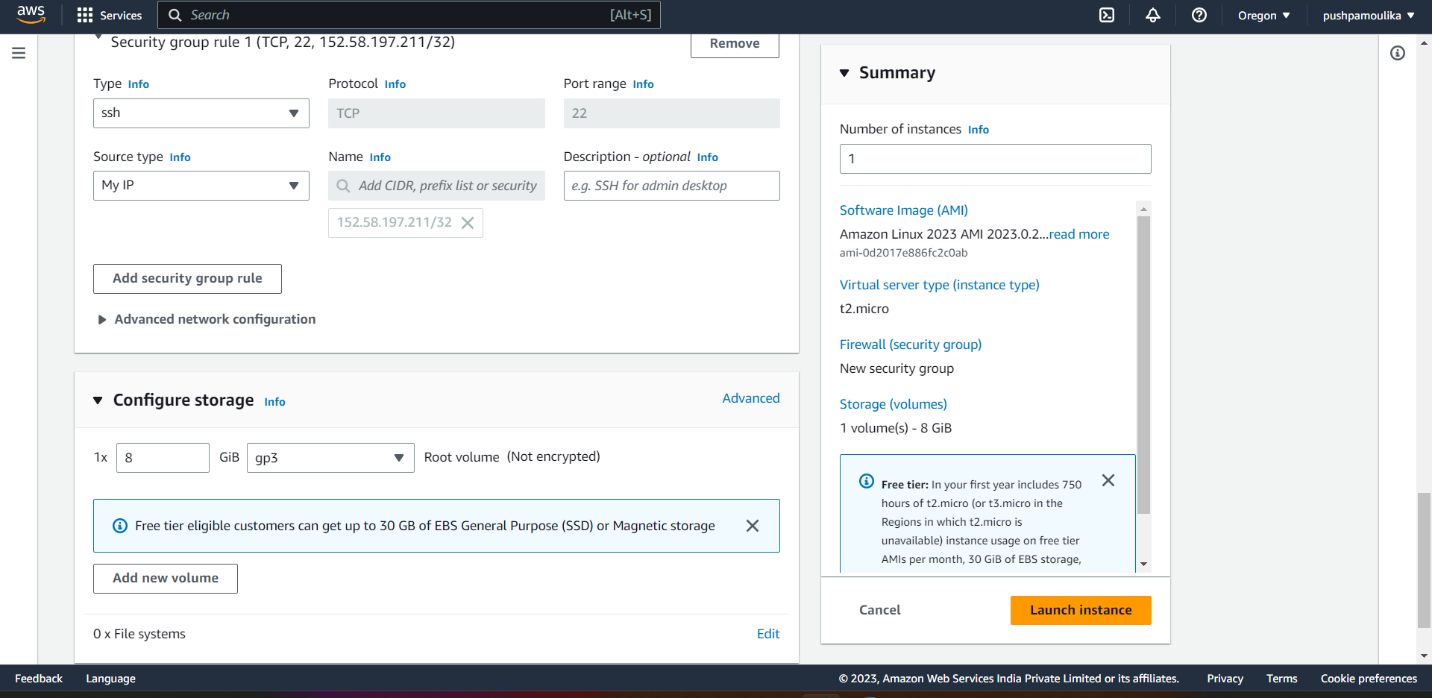 aws
Services
Search
[Alt+S]
Oregon
pushpamoulika
Security group rule 1 (TCP, 22, 152.58.197.211/32)
Remove
Type Info
Protocol Info
Port range Info
ssh
TCP
22
Source type Info
Name Info
Description - optional Info
My IP
Add CIDR, prefix list or security
e.g. SSH for admin desktop
152.58.197.211/32
Add security group rule
Advanced network configuration
Configure storage Info
Advanced
1x
8
GiB
gp3
Root volume (Not encrypted)
Free tier eligible customers can get up to 30 GB of EBS General Purpose (SSD) or Magnetic storage
Add new volume
0 x File systems
Edit
Summary
Number of instances Info
1
Software Image (AMI)
Amazon Linux 2023 AMI 2023.0.2...read more
ami-0d2017e886fc2c0ab
Virtual server type (instance type)
t2.micro
Firewall (security group)
New security group
Storage (volumes)
1 volume(s) - 8 GiB
Free tier: In your first year includes 750
hours of t2.micro (or t3.micro in the
Regions in which t2.micro is
unavailable) instance usage on free tier
AMIs per month, 30 GiB of EBS storage,
Cancel
Launch instance
Feedback
Language
© 2023, Amazon Web Services India Private Limited or its affiliates.
Privacy
Terms
Cookie preferences